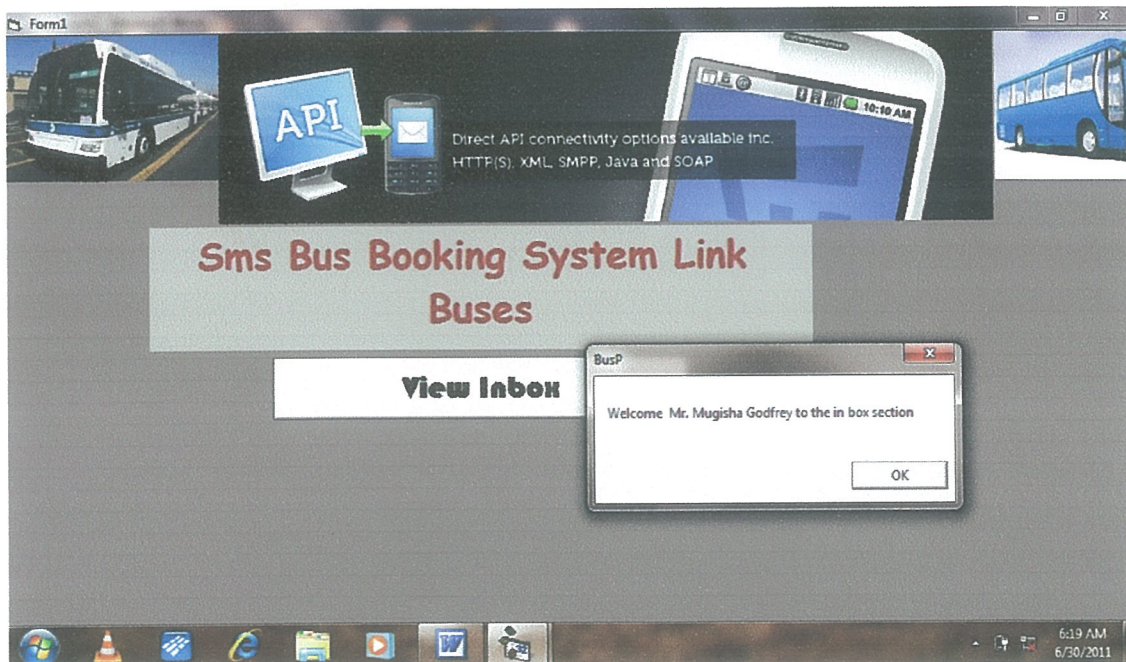 Form1
API
Direct API connectivity options available inc.
HTTP(S), XML, SMPP, Java and SOAP
10:10 AM
Sms Bus Booking System Link
Buses
View Inbox
BusP
Welcome Mr. Mugisha Godfrey to the in box section
OK
6:19 AM
6/30/2011